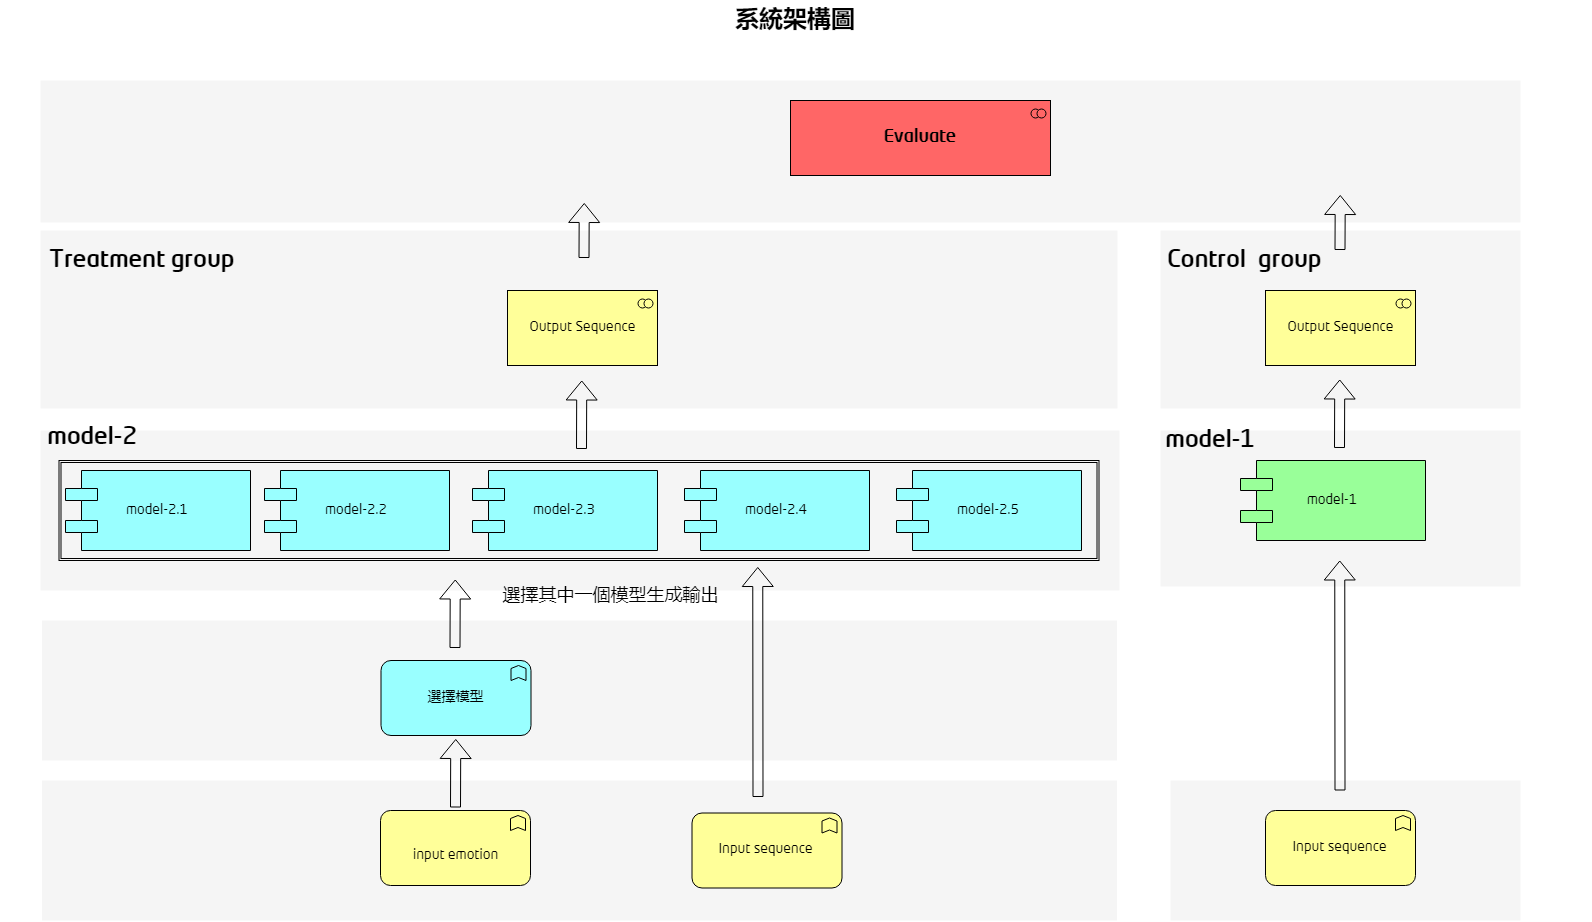 系統架構圖
Evaluate
Treatment group
Control group
Output Sequence
Output Sequence
model-2
model-1
model-2.1
model-2.2
model-2.3
model-2.4
model-2.5
model-1
選擇其中一個模型生成輸出
選擇模型
input emotion
Input sequence
Input sequence